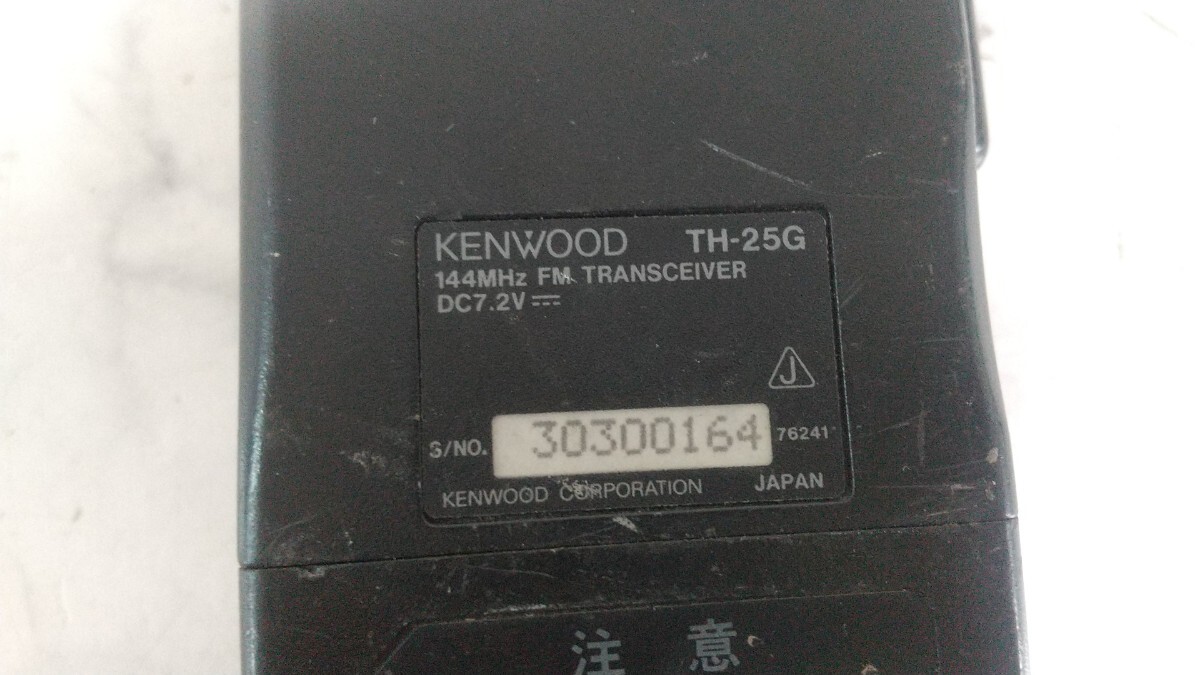 KENWOOD TH-25G
144MHz FM TRANSCEIVER
DC7.2V
J
S/NO. 30300164 76241
KENWOOD CORPORATION JAPAN
注 意